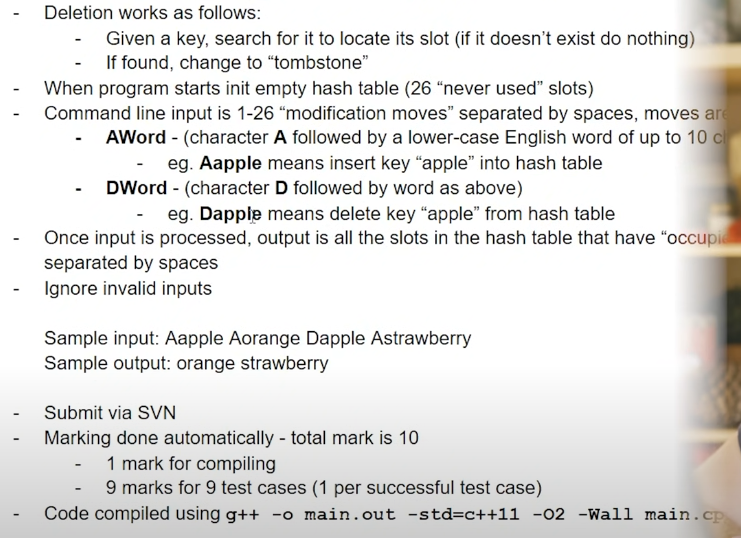 - Deletion works as follows:
- Given a key, search for it to locate its slot (if it doesn't exist do nothing)
- If found, change to “tombstone”
- When program starts init empty hash table (26 “never used” slots)
- Command line input is 1-26 “modification moves” separated by spaces, moves are
- AWord - (character A followed by a lower-case English word of up to 10
- eg. Aapple means insert key “apple” into hash table
- DWord - (character D followed by word as above)
- eg. Dapple means delete key “apple” from hash table
- Once input is processed, output is all the slots in the hash table that have
separated by spaces
- Ignore invalid inputs
Sample input: Aapple Aorange Dapple Astrawberry
Sample output: orange strawberry
- Submit via SVN
- Marking done automatically - total mark is 10
- 1 mark for compiling
- 9 marks for 9 test cases (1 per successful test case)
- Code compiled using g++ -o main.out -std=c++11 -O2 -Wall